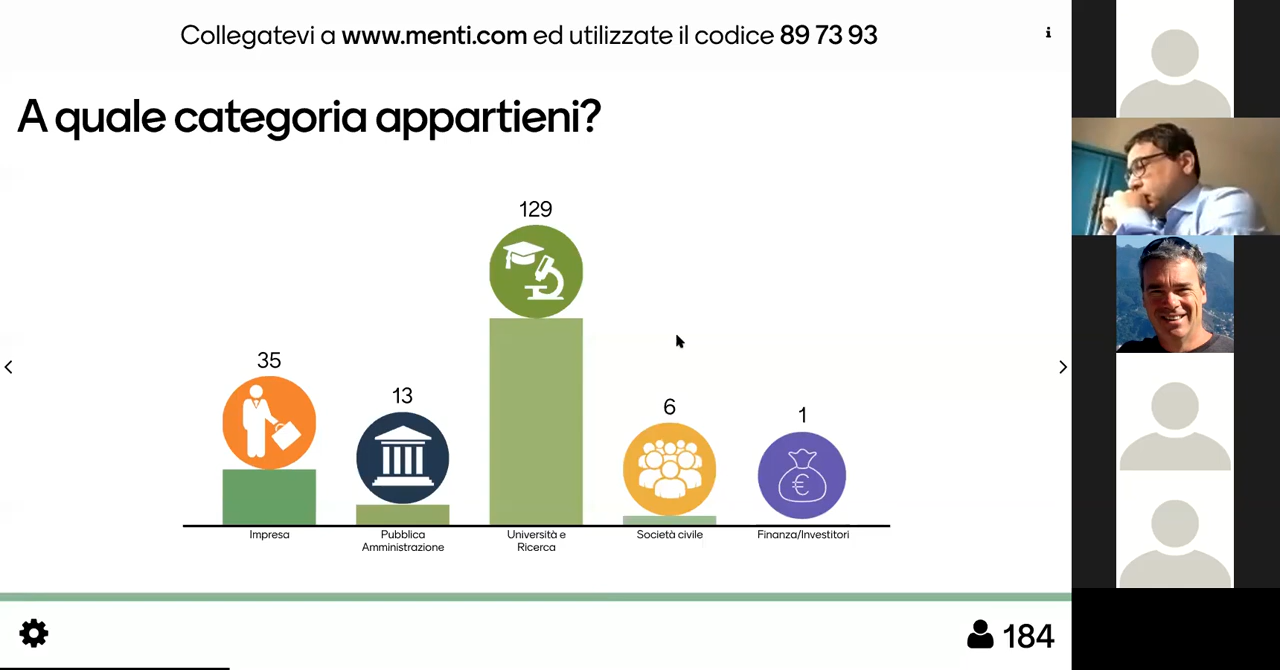 Collegatevi a www.menti.com ed utilizzate il codice 89 73 93
A quale categoria appartieni?
129
35
13
6
1
€
Impresa
Pubblica
Amministrazione
Università e
Ricerca
Società civile
Finanza/Investitori
184